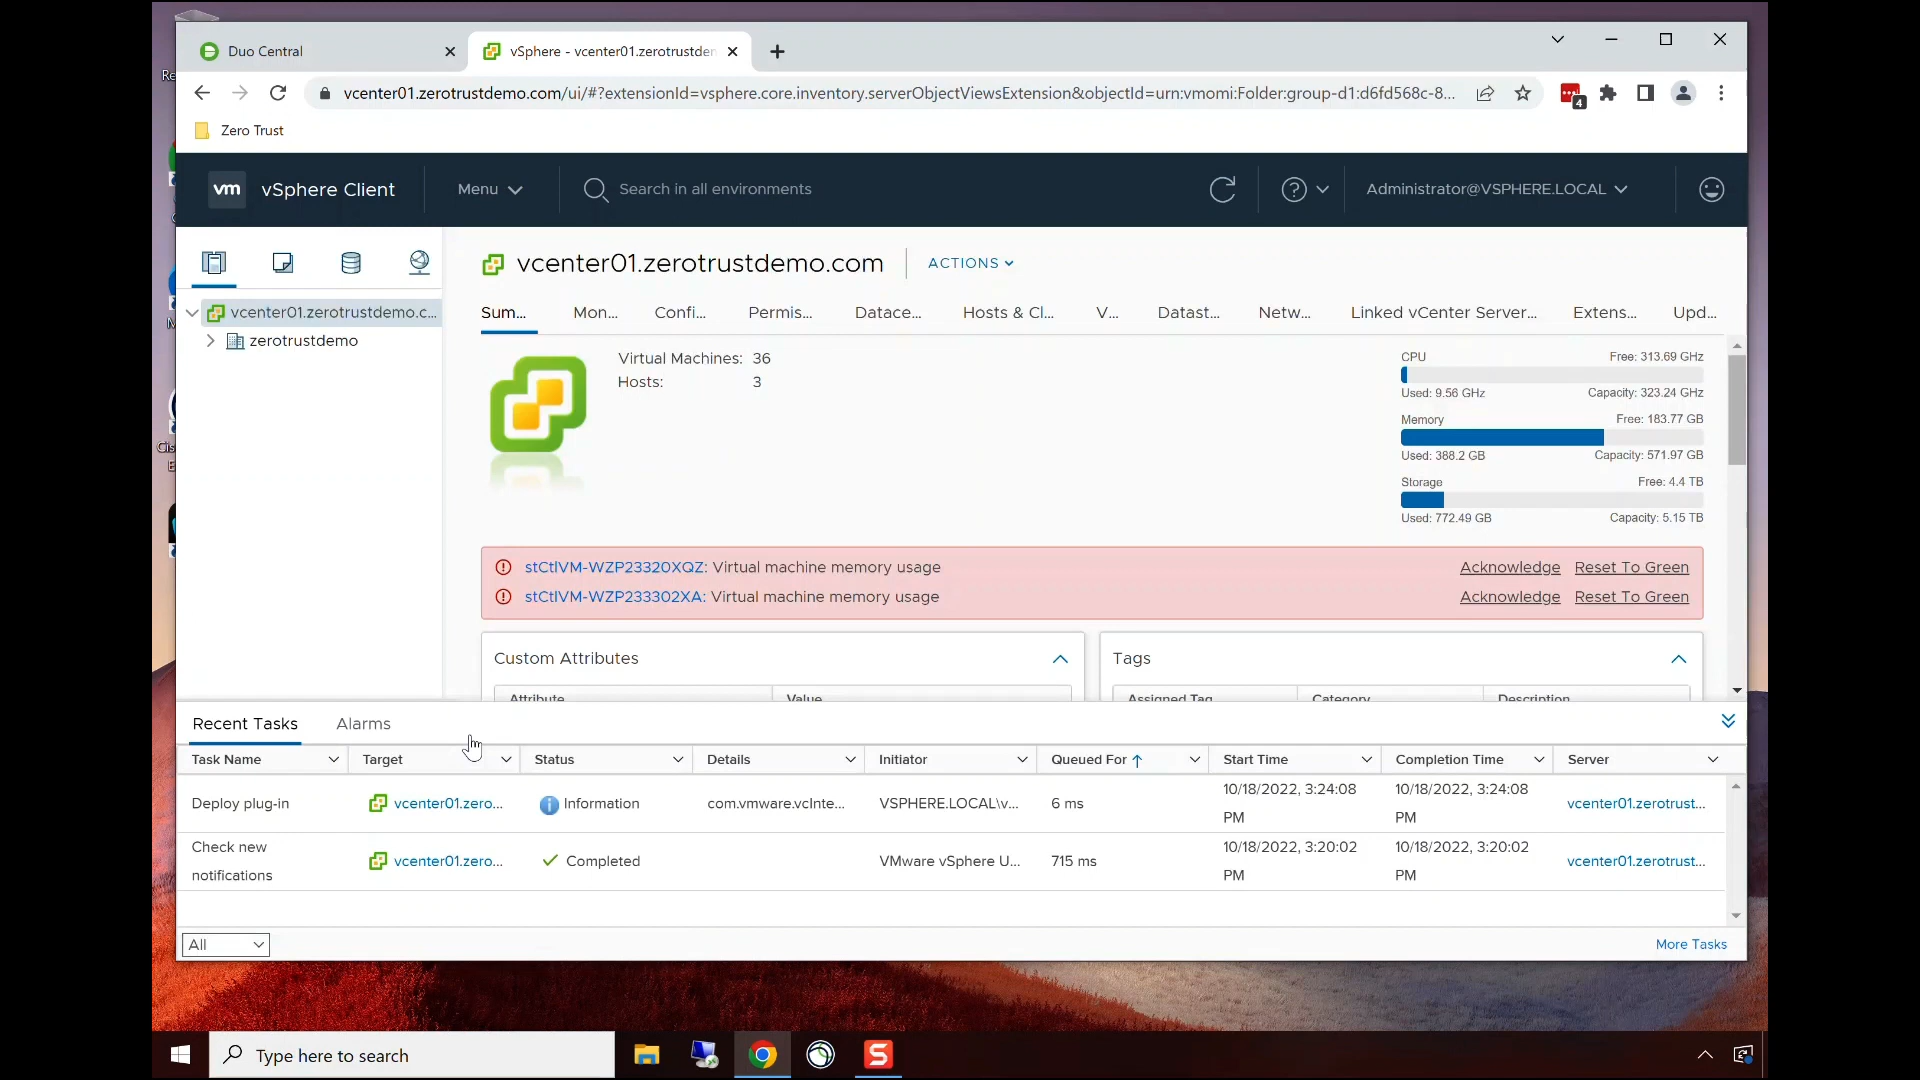 Duo Central
vSphere - vcenter01.zerotrustder
vcenter01.zerotrustdemo.com/ui/#?extensionId=vsphere.core.inventory.serverObjectViewsExtension&objectId=urn:vmomi:Folder:group-d1:d6fd568c-8...
4
Zero Trust
vm vSphere Client Menu Search in all environments Administrator@VSPHERE.LOCAL
vcenter01.zerotrustdemo.com ACTIONS
vcenter01.zerotrustdemo.c...
zerotrustdemo
Sum... Mon... Confi... Permis... Datace... Hosts & Cl... V... Datast... Netw... Linked vCenter Server... Extens... Upd...
Virtual Machines: 36
Hosts: 3
CPU Free: 313.69 GHz
Used: 9.56 GHz Capacity: 323.24 GHz
Memory Free: 183.77 GB
Used: 388.2 GB Capacity: 571.97 GB
Storage Free: 4.4 TB
Used: 772.49 GB Capacity: 5.15 TB
stCtlVM-WZP23320XQZ: Virtual machine memory usage Acknowledge Reset To Green
stCtlVM-WZP233302XA: Virtual machine memory usage Acknowledge Reset To Green
Custom Attributes Tags
Attribute Value Assigned Tag Category Description
Recent Tasks Alarms
Task Name Target Status Details Initiator Queued For Start Time Completion Time Server
Deploy plug-in vcenter01.zero... Information com.vmware.vcInte... VSPHERE.LOCAL\v... 6 ms 10/18/2022, 3:24:08 PM 10/18/2022, 3:24:08 PM vcenter01.zerotrust...
Check new notifications vcenter01.zero... Completed VMware vSphere U... 715 ms 10/18/2022, 3:20:02 PM 10/18/2022, 3:20:02 PM vcenter01.zerotrust...
All More Tasks
Type here to search